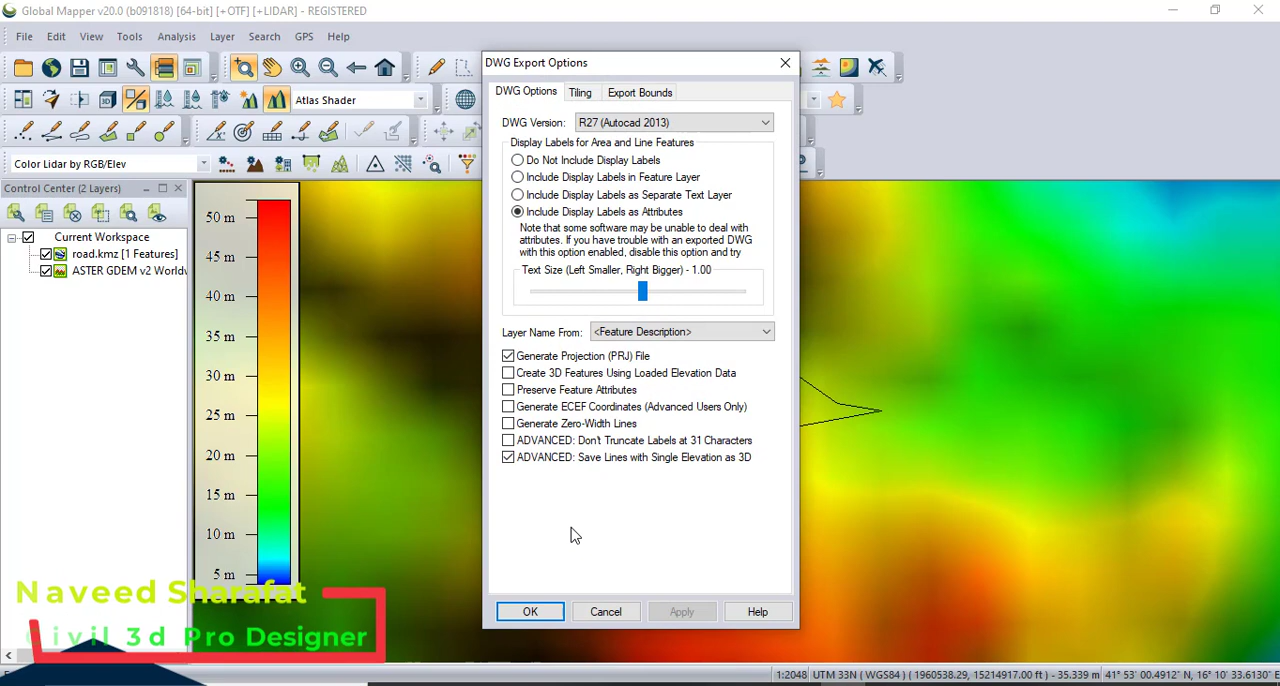 Global Mapper v20.0 (b091818) [64-bit] [+OTF] [+LIDAR] - REGISTERED
File Edit View Tools Analysis Layer Search GPS Help
Atlas Shader
Color Lidar by RGB/Elev
Control Center (2 Layers)
Current Workspace
road.kmz [1 Features]
ASTER GDEM v2 Worldw
50 m
45 m
40 m
35 m
30 m
25 m
20 m
15 m
10 m
5 m
DWG Export Options
DWG Options Tiling Export Bounds
DWG Version: R27 (Autocad 2013)
Display Labels for Area and Line Features
Do Not Include Display Labels
Include Display Labels in Feature Layer
Include Display Labels as Separate Text Layer
Include Display Labels as Attributes
Note that some software may be unable to deal with
attributes. If you have trouble with an exported DWG
with this option enabled, disable this option and try
Text Size (Left Smaller, Right Bigger) - 1.00
Layer Name From: <Feature Description>
Generate Projection (PRJ) File
Create 3D Features Using Loaded Elevation Data
Preserve Feature Attributes
Generate ECEF Coordinates (Advanced Users Only)
Generate Zero-Width Lines
ADVANCED: Don't Truncate Labels at 31 Characters
ADVANCED: Save Lines with Single Elevation as 3D
OK Cancel Apply Help
Naveed Sharafat
Civil 3d Pro Designer
1:2048 UTM 33N (WGS84) ( 1960538.29, 15214917.00 ft ) - 35.339 m 41° 53' 00.4912" N, 16° 10' 33.6130" E